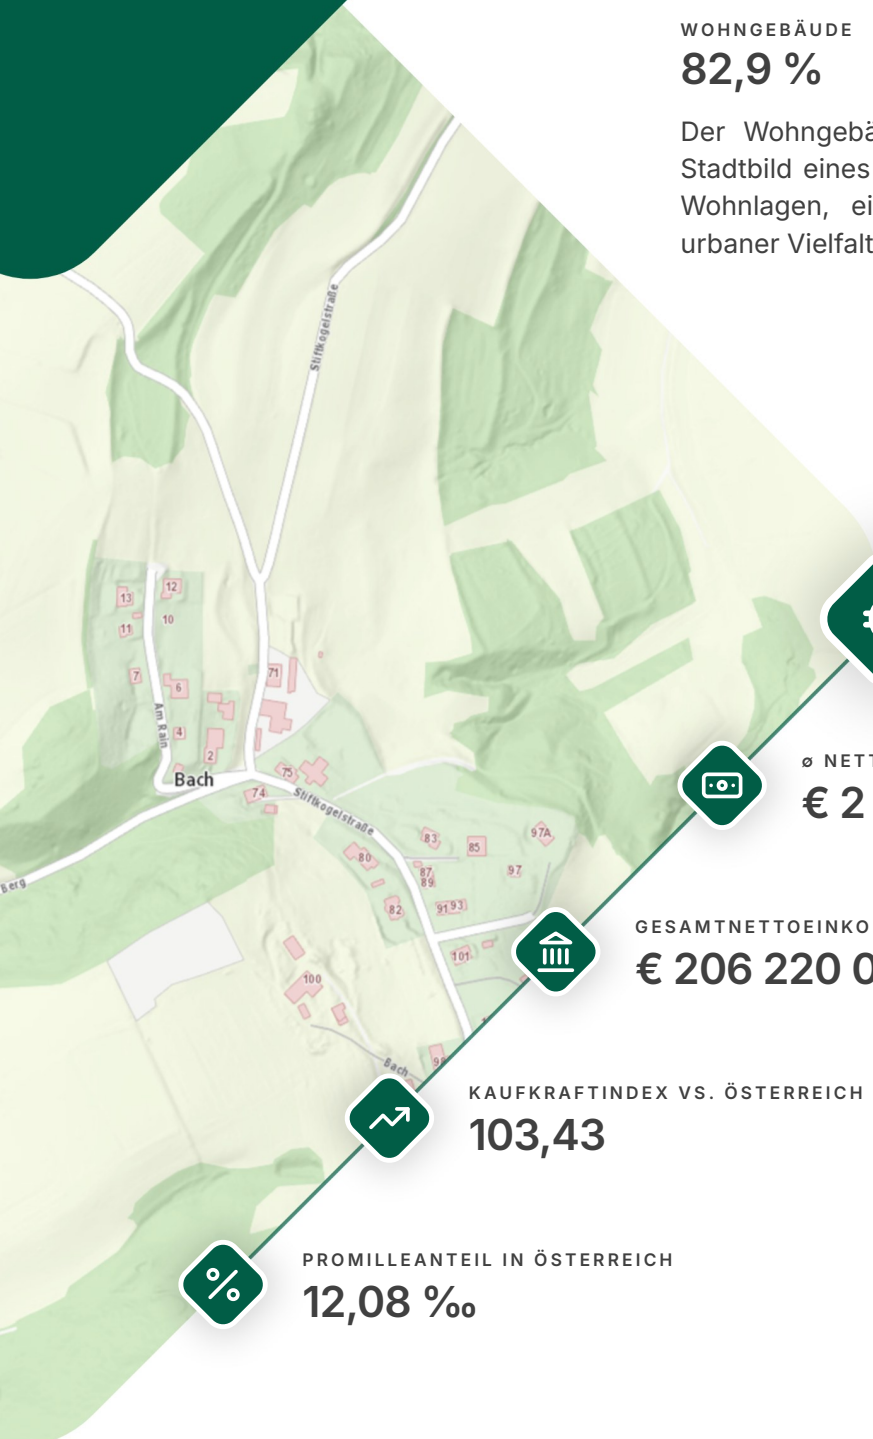 WOHNGEBÄUDE
82,9 %
Der Wohngebä
Stadtbild eines
Wohnlagen, ei
urbaner Vielfalt
Stiftkogelstraße
13
12
11
10
7
6
71
Am Rain
4
2
Bach
75
74
Stiftkogelstraße
83
85
97A
80
87
89
97
82
91 93
Berg
101
100
98
Bach
ø NETT
€ 2
GESAMTNETTOEINKO
€ 206 220 0
KAUFKRAFTINDEX VS. ÖSTERREICH
103,43
PROMILLEANTEIL IN ÖSTERREICH
12,08 ‰